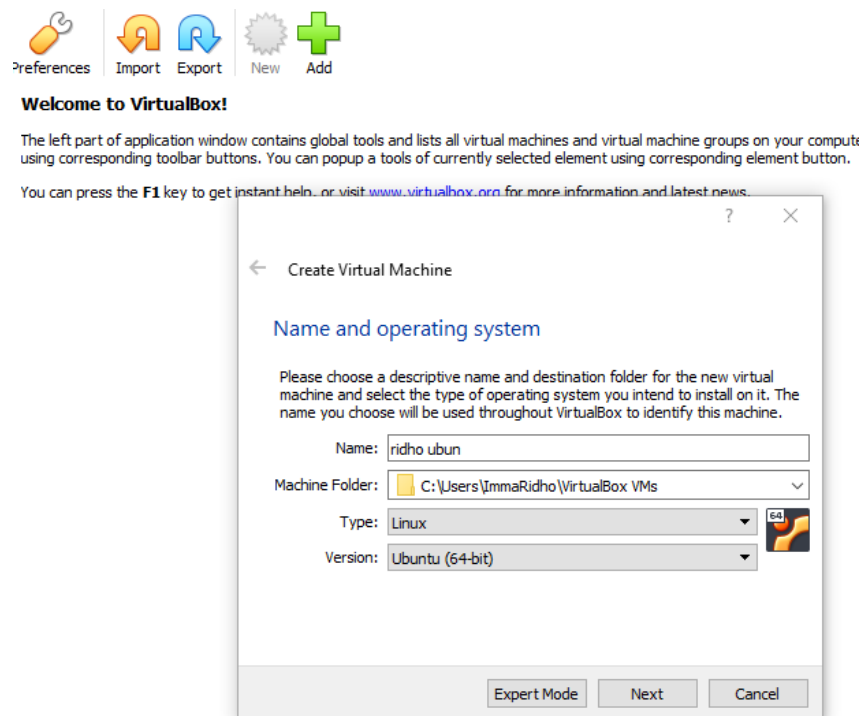 Preferences Import Export New Add
Welcome to VirtualBox!
The left part of application window contains global tools and lists all virtual machines and virtual machine groups on your compute
using corresponding toolbar buttons. You can popup a tools of currently selected element using corresponding element button.
You can press the F1 key to get instant help, or visit www.virtualbox.org for more information and latest news.
?
Create Virtual Machine
Name and operating system
Please choose a descriptive name and destination folder for the new virtual
machine and select the type of operating system you intend to install on it. The
name you choose will be used throughout VirtualBox to identify this machine.
Name: ridho ubun
Machine Folder: C:\Users\ImmaRidho\VirtualBox VMs
Type: Linux
64
Version: Ubuntu (64-bit)
Expert Mode Next Cancel